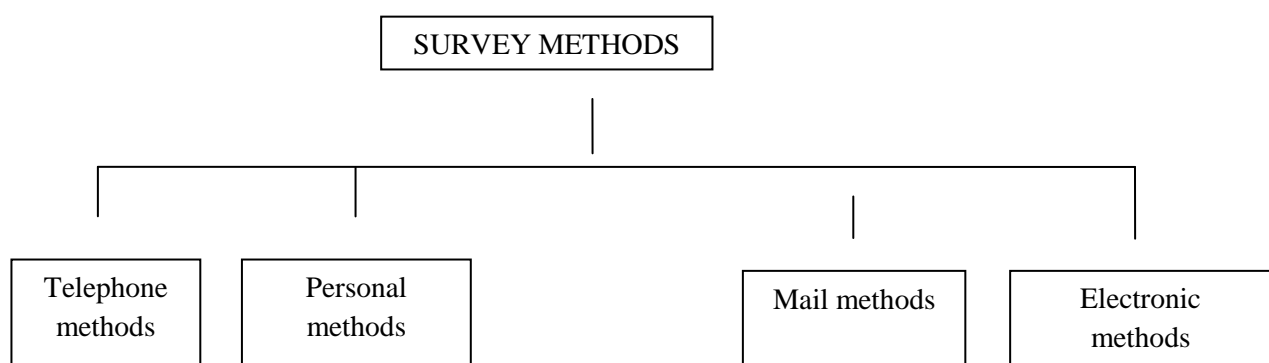 SURVEY METHODS
Telephone
methods
Personal
methods
Mail methods
Electronic
methods